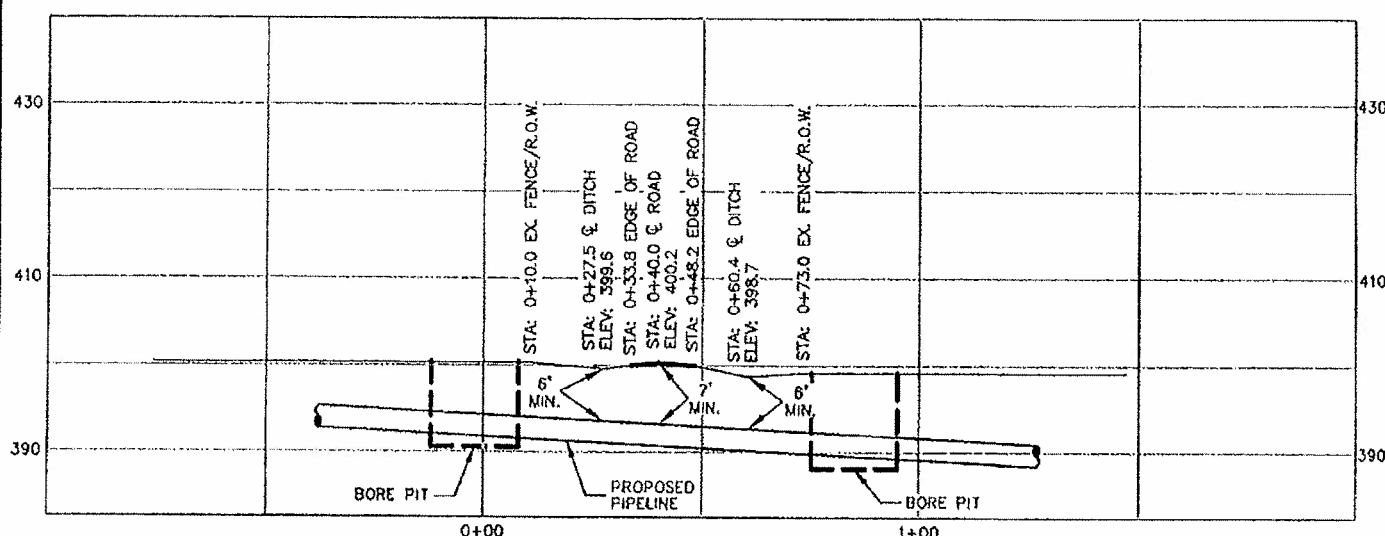 430
430
410
410
390
390
STA: 0+10.0 EX. FENCE/R.O.W.
STA: 0+27.5 ℄ DITCH
ELEV: 399.6
STA: 0+33.8 EDGE OF ROAD
STA: 0+40.0 ℄ ROAD
ELEV: 400.2
STA: 0+48.2 EDGE OF ROAD
STA: 0+60.4 ℄ DITCH
ELEV: 398.7
STA: 0+73.0 EX. FENCE/R.O.W.
6'
MIN.
7'
MIN.
6'
MIN.
BORE PIT
PROPOSED
PIPELINE
BORE PIT
0+00
1+00